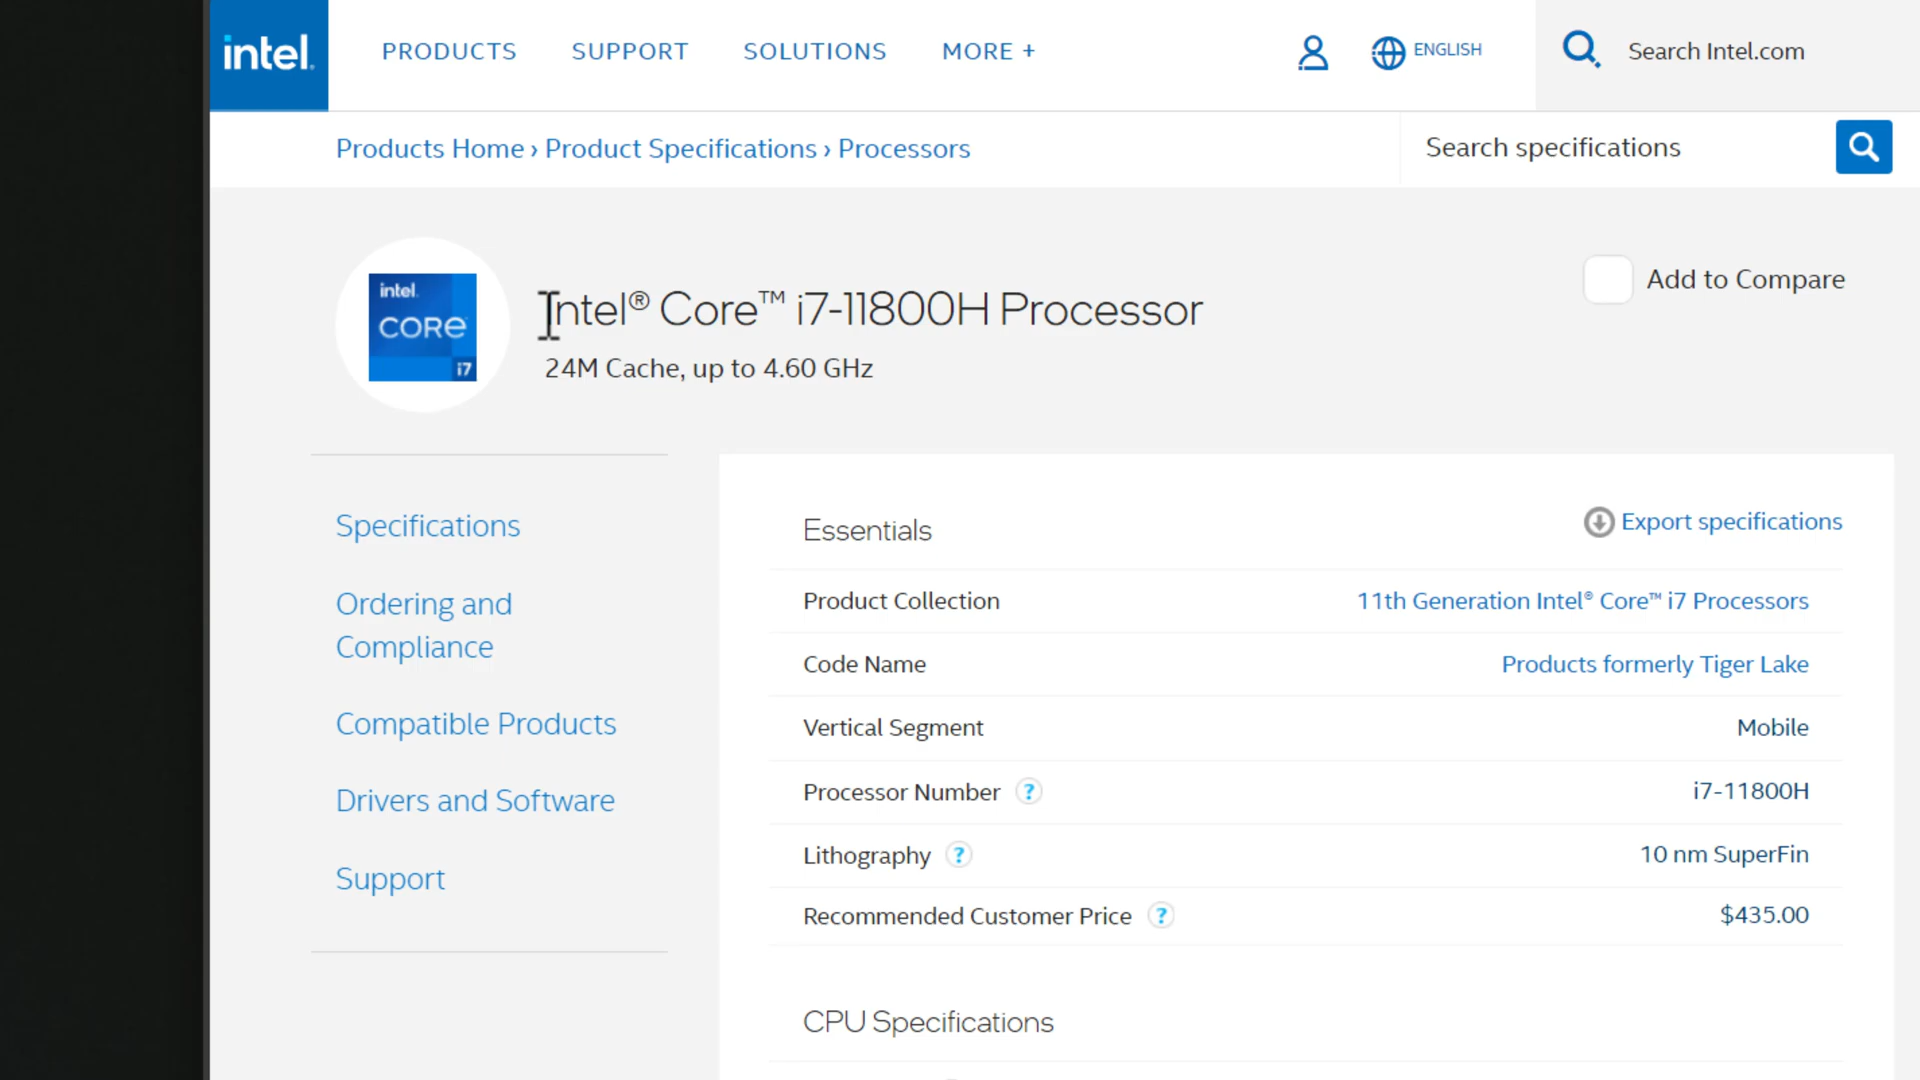 intel.
PRODUCTS SUPPORT SOLUTIONS MORE + ENGLISH Search Intel.com
Products Home › Product Specifications › Processors Search specifications
intel
CORE
i7
Intel® Core™ i7-11800H Processor
24M Cache, up to 4.60 GHz
Add to Compare
Specifications
Ordering and
Compliance
Compatible Products
Drivers and Software
Support
Essentials Export specifications
Product Collection 11th Generation Intel® Core™ i7 Processors
Code Name Products formerly Tiger Lake
Vertical Segment Mobile
Processor Number ? i7-11800H
Lithography ? 10 nm SuperFin
Recommended Customer Price ? $435.00
CPU Specifications